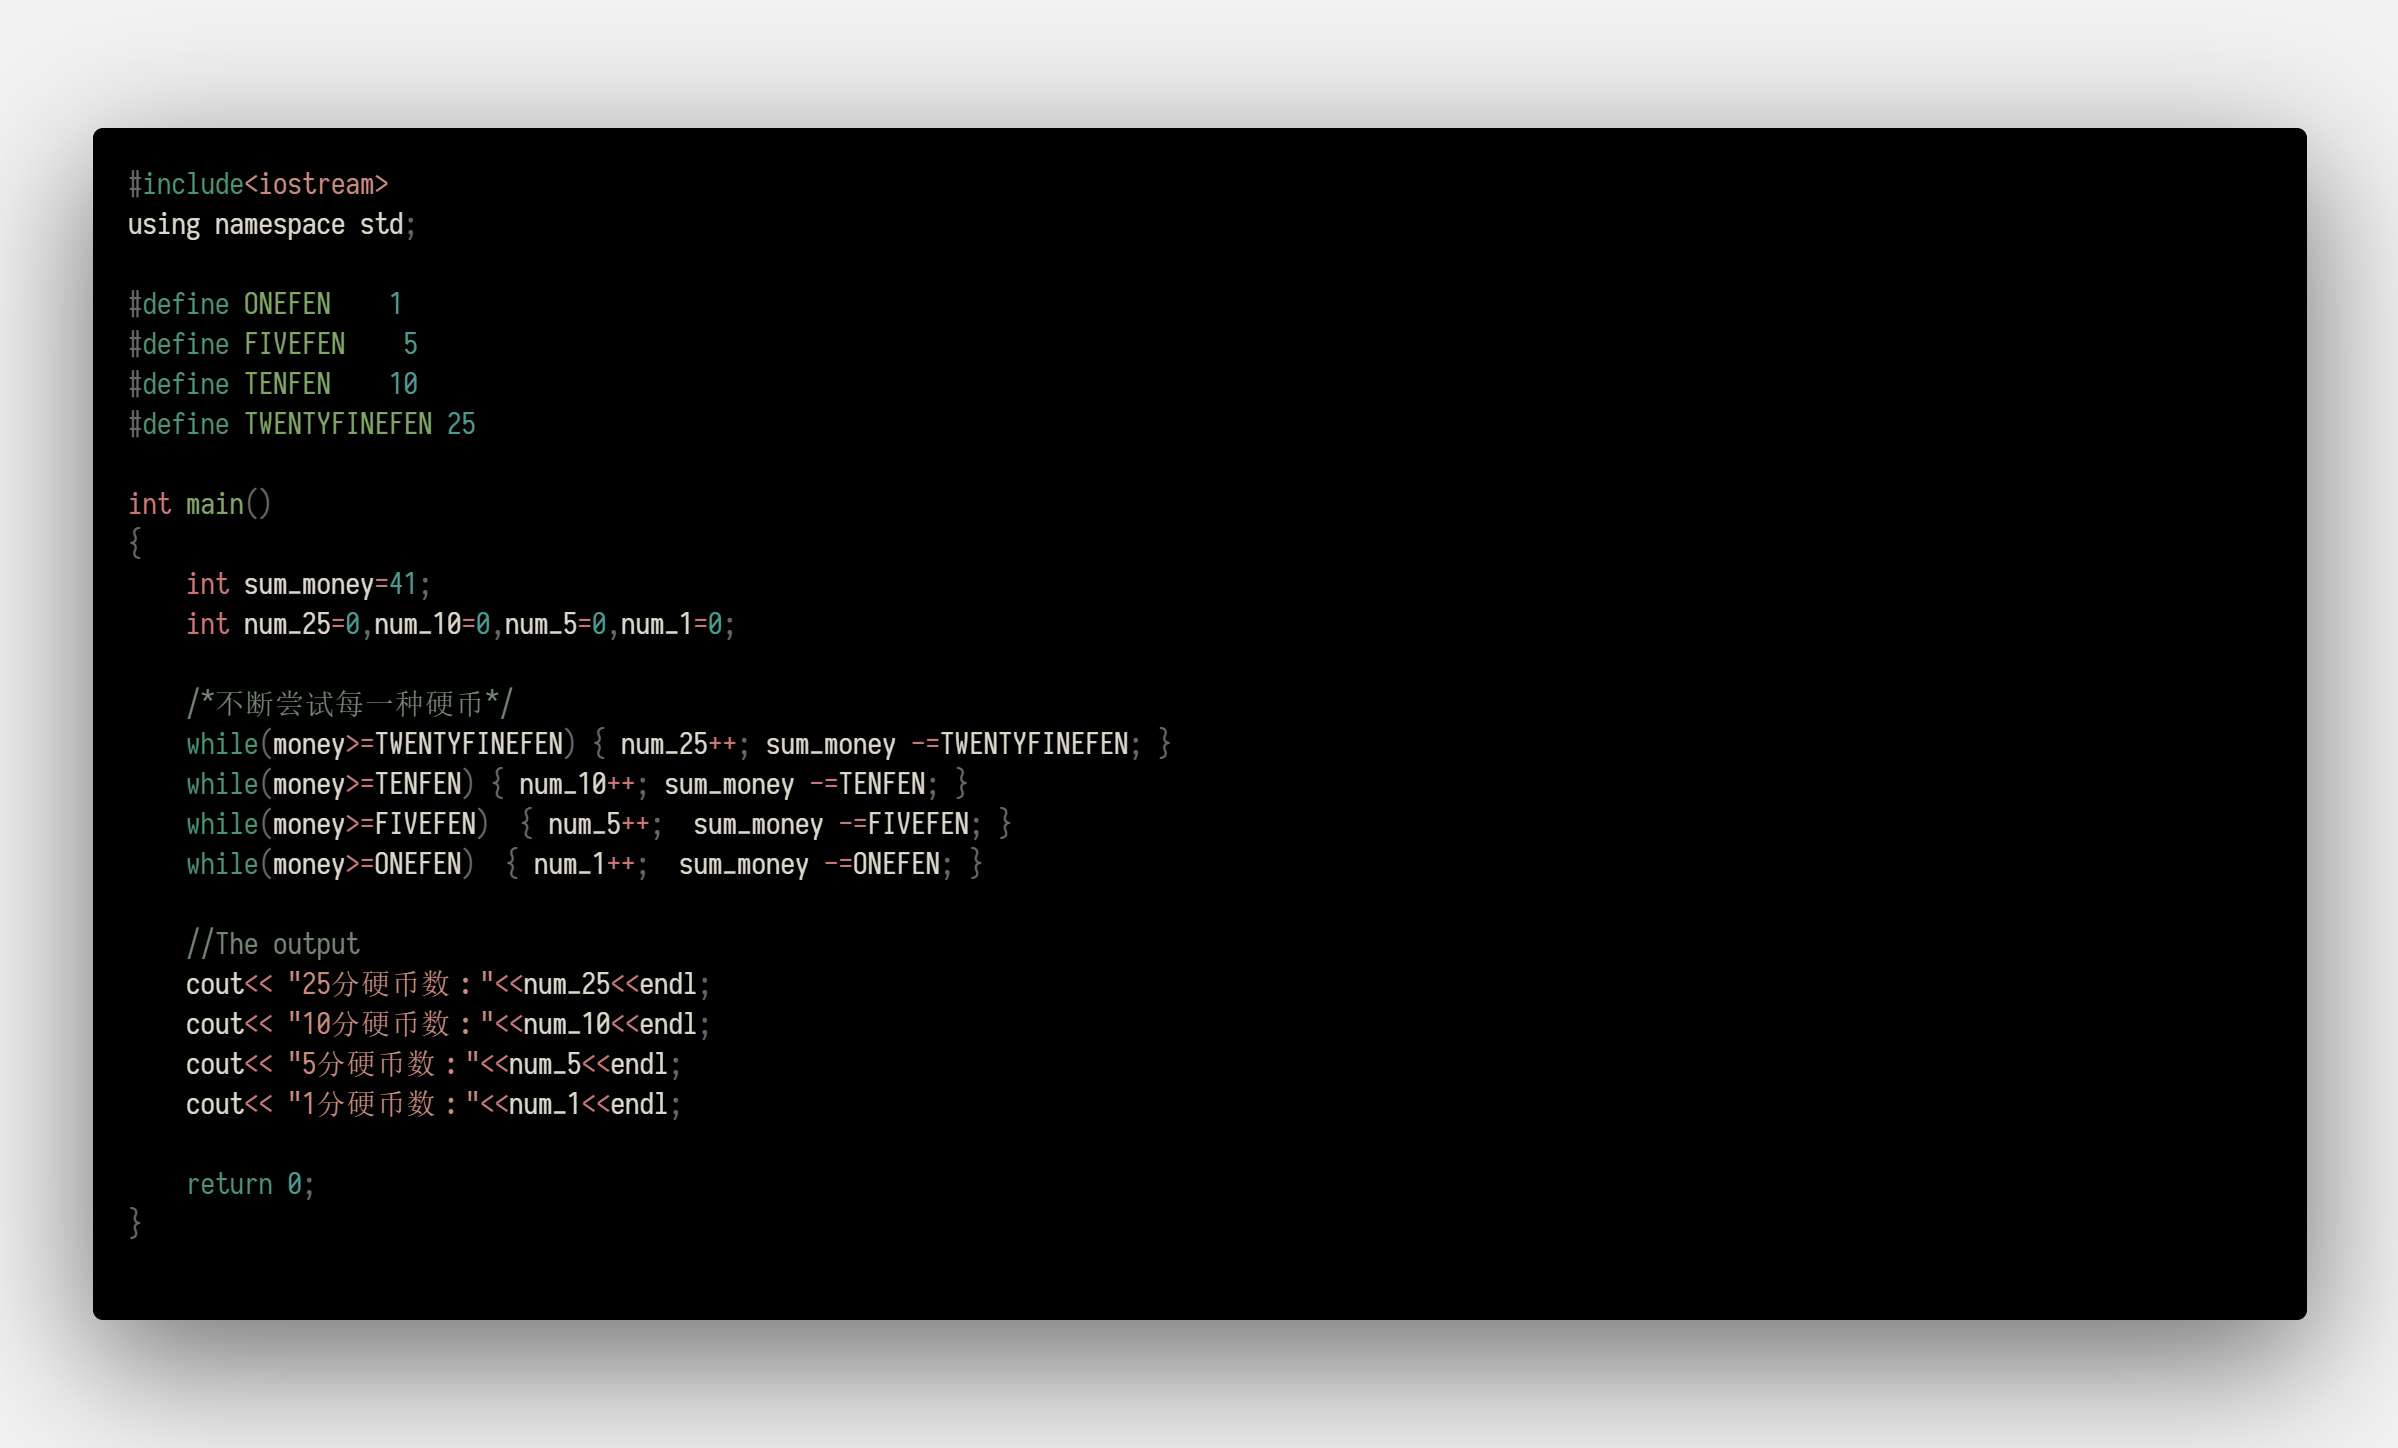 #include<iostream>
using namespace std;
#define ONEFEN    1
#define FIVEFEN    5
#define TENFEN    10
#define TWENTYFINEFEN 25
int main()
{
    int sum_money=41;
    int num_25=0,num_10=0,num_5=0,num_1=0;
    /*不断尝试每一种硬币*/
    while(money>=TWENTYFINEFEN) { num_25++; sum_money -=TWENTYFINEFEN; }
    while(money>=TENFEN) { num_10++; sum_money -=TENFEN; }
    while(money>=FIVEFEN)  { num_5++;  sum_money -=FIVEFEN; }
    while(money>=ONEFEN)  { num_1++;  sum_money -=ONEFEN; }
    //The output
    cout<< "25分硬币数："<<num_25<<endl;
    cout<< "10分硬币数："<<num_10<<endl;
    cout<< "5分硬币数："<<num_5<<endl;
    cout<< "1分硬币数："<<num_1<<endl;
    return 0;
}